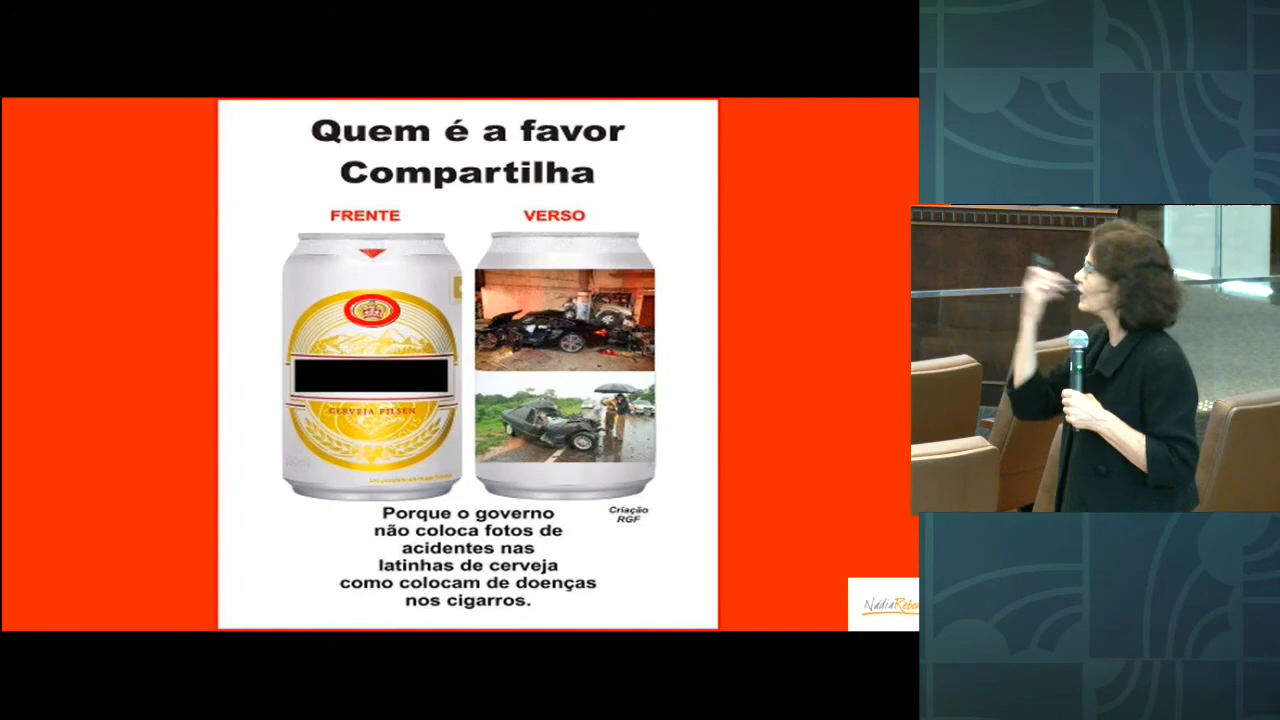 Quem é a favor
Compartilha
FRENTE
VERSO
CERVEJA PILSEN
Porque o governo
não coloca fotos de
acidentes nas
latinhas de cerveja
como colocam de doenças
nos cigarros.
Criação
RGF
Nádia